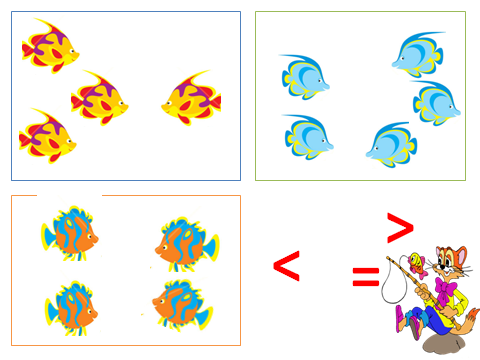 >
<
=